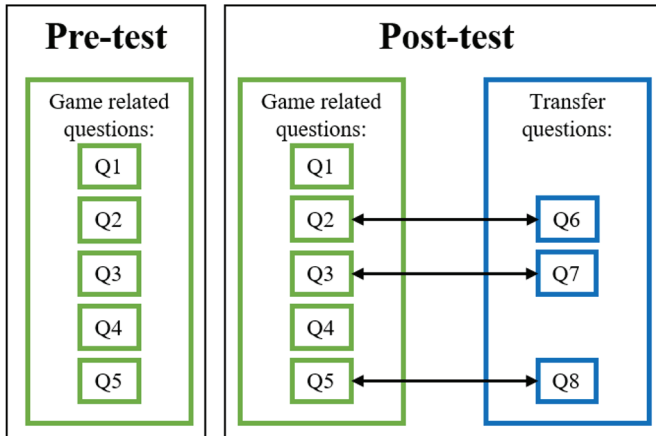 Pre-test
Game related
questions:
Q1
Q2
Q3
Q4
Q5
Post-test
Game related
questions:
Q1
Q2
Q3
Q4
Q5
Transfer
questions:
Q6
Q7
Q8